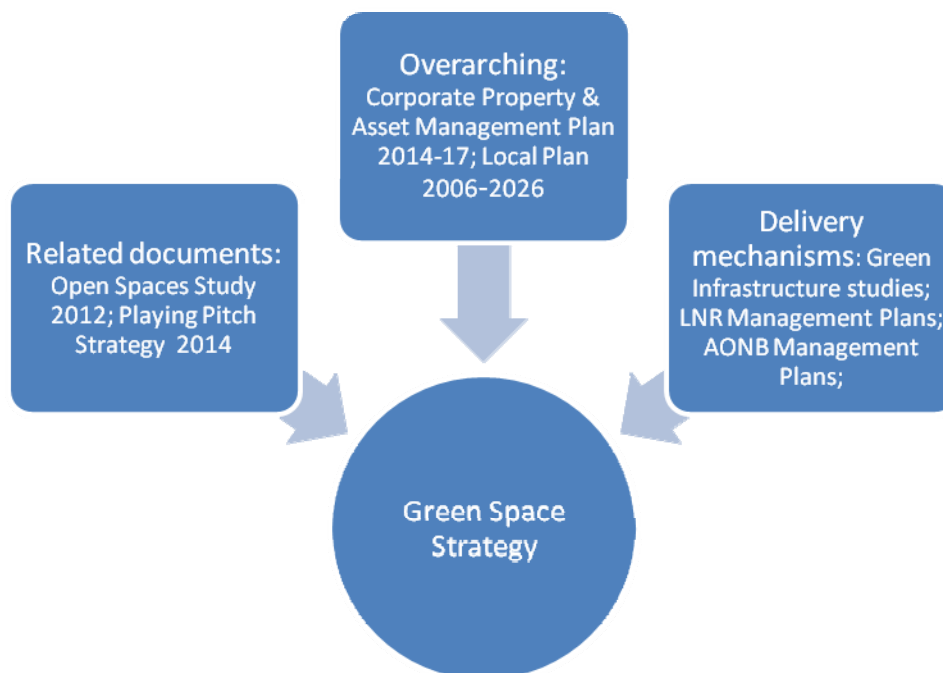 Overarching:
Corporate Property &
Asset Management Plan
2014-17; Local Plan
2006-2026
Related documents:
Open Spaces Study
2012; Playing Pitch
Strategy 2014
Delivery
mechanisms: Green
Infrastructure studies;
LNR Management Plans;
AONB Management
Plans;
Green Space
Strategy